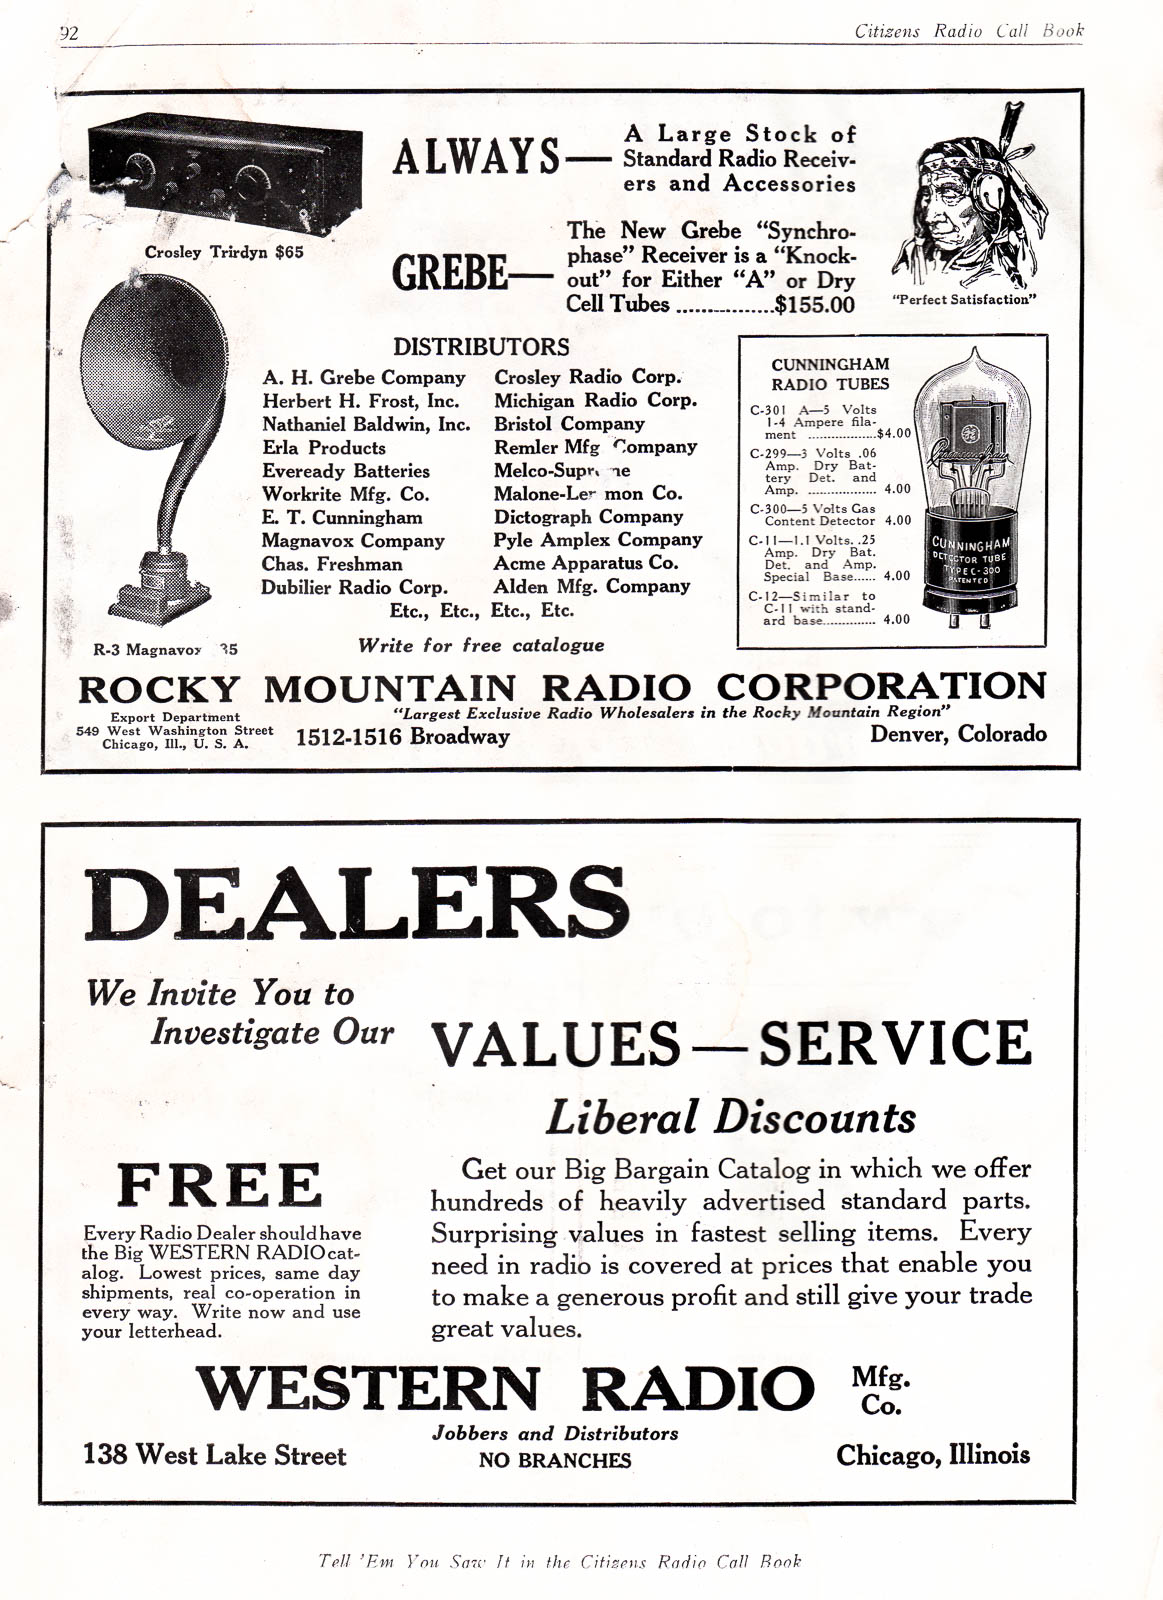 92
Citizens Radio Call Book
ALWAYS—
A Large Stock of
Standard Radio Receiv-
ers and Accessories
Crosley Trirdyn $65
GREBE—
The New Grebe "Synchro-
phase" Receiver is a "Knock-
out" for Either "A" or Dry
Cell Tubes ................$155.00
"Perfect Satisfaction"
DISTRIBUTORS
A. H. Grebe Company
Herbert H. Frost, Inc.
Nathaniel Baldwin, Inc.
Erla Products
Eveready Batteries
Workrite Mfg. Co.
E. T. Cunningham
Magnavox Company
Chas. Freshman
Dubilier Radio Corp.
Crosley Radio Corp.
Michigan Radio Corp.
Bristol Company
Remler Mfg Company
Melco-Supreme
Malone-Lemmon Co.
Dictograph Company
Pyle Amplex Company
Acme Apparatus Co.
Alden Mfg. Company
Etc., Etc., Etc., Etc.
Write for free catalogue
R-3 Magnavox 35
CUNNINGHAM
RADIO TUBES
C-301 A—5 Volts
1-4 Ampere fila-
ment .................$4.00
C-299—3 Volts .06
Amp. Dry Bat-
tery Det. and
Amp. ................. 4.00
C-300—5 Volts Gas
Content Detector 4.00
C-11—1.1 Volts. .25
Amp. Dry Bat.
Det. and Amp.
Special Base...... 4.00
C-12—Similar to
C-11 with stand-
ard base.............. 4.00
GE
Cunningham
CUNNINGHAM
DETECTOR TUBE
TYPE C-300
PATENTED
ROCKY MOUNTAIN RADIO CORPORATION
"Largest Exclusive Radio Wholesalers in the Rocky Mountain Region"
Export Department
549 West Washington Street
Chicago, Ill., U. S. A.
1512-1516 Broadway
Denver, Colorado
DEALERS
We Invite You to
Investigate Our
VALUES—SERVICE
Liberal Discounts
FREE
Every Radio Dealer should have
the Big WESTERN RADIO cat-
alog. Lowest prices, same day
shipments, real co-operation in
every way. Write now and use
your letterhead.
Get our Big Bargain Catalog in which we offer
hundreds of heavily advertised standard parts.
Surprising values in fastest selling items. Every
need in radio is covered at prices that enable you
to make a generous profit and still give your trade
great values.
WESTERN RADIO Mfg.
Co.
Jobbers and Distributors
138 West Lake Street
NO BRANCHES
Chicago, Illinois
Tell 'Em You Saw It in the Citizens Radio Call Book